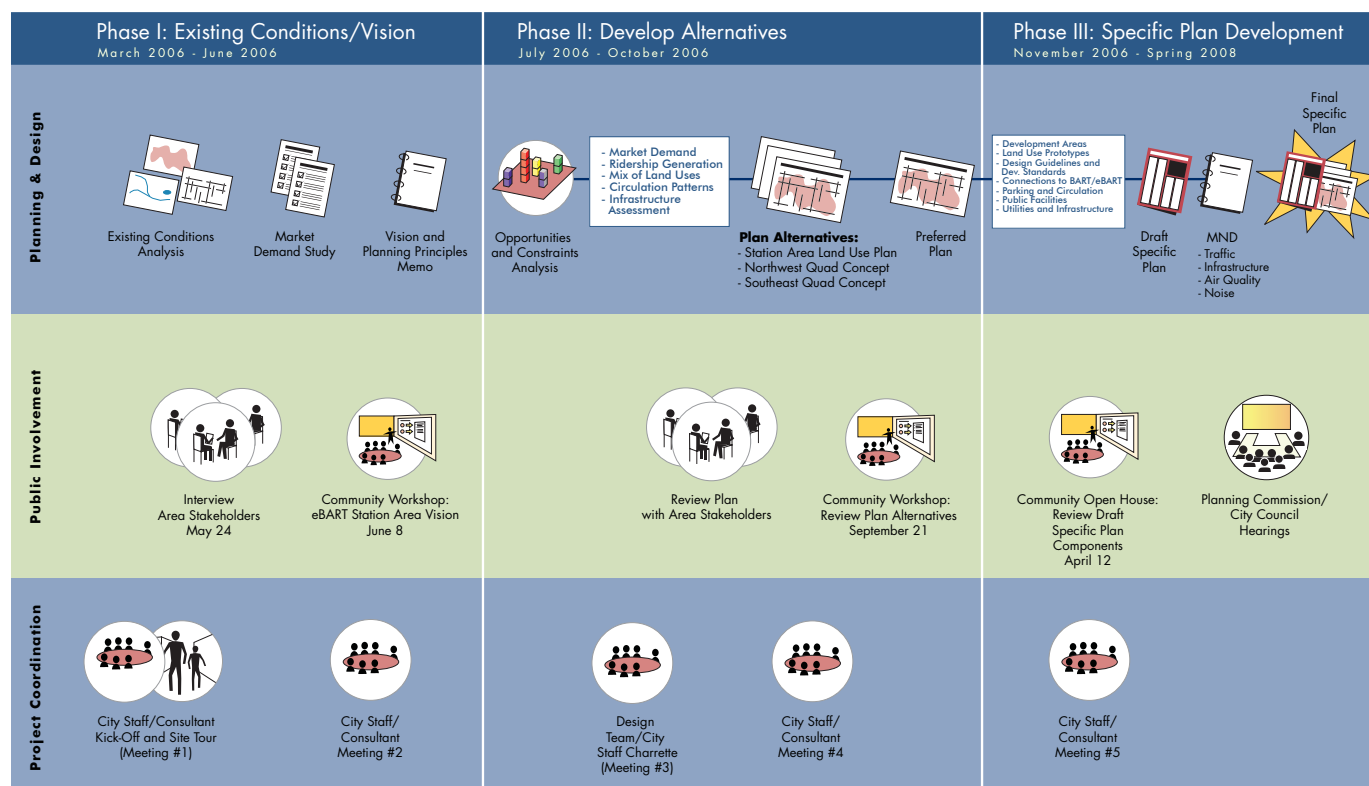 Phase I: Existing Conditions/Vision
March 2006 - June 2006
Phase II: Develop Alternatives
July 2006 - October 2006
Phase III: Specific Plan Development
November 2006 - Spring 2008
Planning & Design
Existing Conditions
Analysis
Market
Demand Study
Vision and
Planning Principles
Memo
Opportunities
and Constraints
Analysis
- Market Demand
- Ridership Generation
- Mix of Land Uses
- Circulation Patterns
- Infrastructure
Assessment
Plan Alternatives:
- Station Area Land Use Plan
- Northwest Quad Concept
- Southeast Quad Concept
Preferred
Plan
- Development Areas
- Land Use Prototypes
- Design Guidelines and
Dev. Standards
- Connections to BART/eBART
- Parking and Circulation
- Public Facilities
- Utilities and Infrastructure
Draft
Specific
Plan
MND
- Traffic
- Infrastructure
- Air Quality
- Noise
Final
Specific
Plan
Public Involvement
Interview
Area Stakeholders
May 24
Community Workshop:
eBART Station Area Vision
June 8
Review Plan
with Area Stakeholders
Community Workshop:
Review Plan Alternatives
September 21
Community Open House:
Review Draft
Specific Plan
Components
April 12
Planning Commission/
City Council
Hearings
Project Coordination
City Staff/Consultant
Kick-Off and Site Tour
(Meeting #1)
City Staff/
Consultant
Meeting #2
Design
Team/City
Staff Charrette
(Meeting #3)
City Staff/
Consultant
Meeting #4
City Staff/
Consultant
Meeting #5